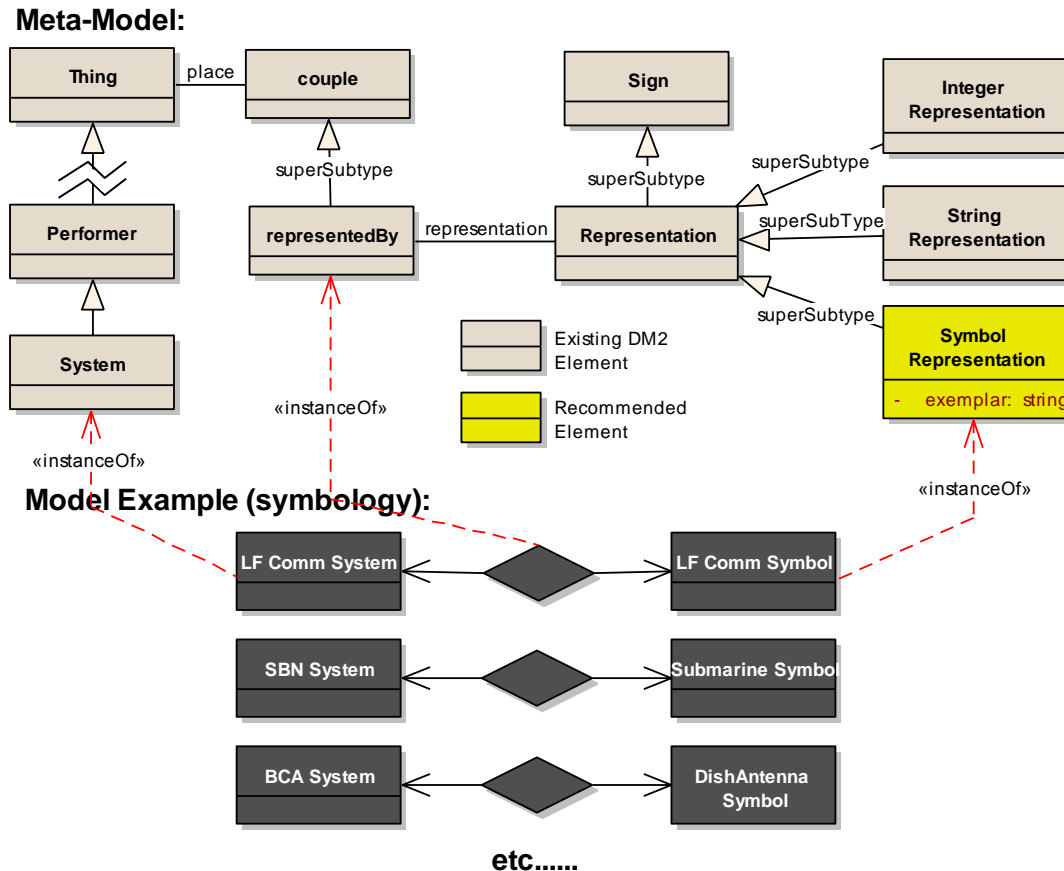 Meta-Model:
Thing
place
couple
Sign
Integer
Representation
superSubtype
superSubtype
superSubtype
Performer
representedBy
representation
Representation
superSubType
String
Representation
superSubtype
System
Existing DM2
Element
Symbol
Representation
- exemplar: string
«instanceOf»
Recommended
Element
«instanceOf»
«instanceOf»
Model Example (symbology):
LF Comm System
LF Comm Symbol
SBN System
Submarine Symbol
BCA System
DishAntenna
Symbol
etc......